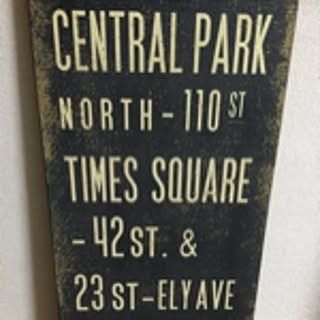 CENTRAL PARK
NORTH-110 ST
TIMES SQUARE
-42 ST. &
23 ST-ELY AVE